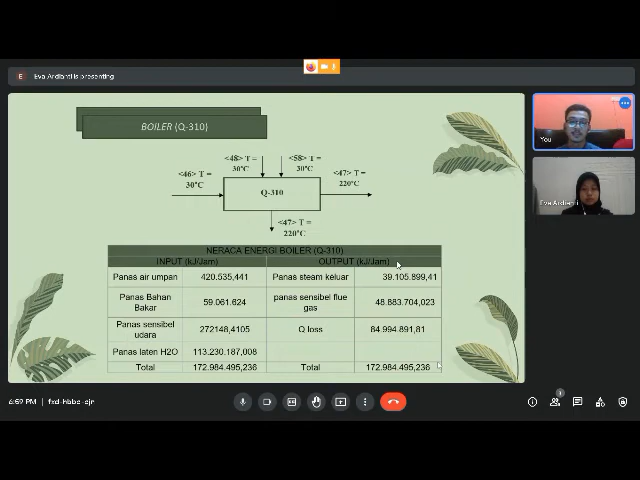 E Eva Ardianti is presenting
BOILER (Q-310)
<48> T = 30°C
<58> T = 30°C
<46> T = 30°C
<47> T = 220°C
Q-310
<47> T = 220°C
NERACA ENERGI BOILER (Q-310)
INPUT (kJ/Jam) OUTPUT (kJ/Jam)
Panas air umpan 420.535,441 Panas steam keluar 39.105.899,41
Panas Bahan Bakar 59.061.624 panas sensibel flue gas 48.883.704,023
Panas sensibel udara 272148,4105 Q loss 84.994.891,81
Panas laten H2O 113.230.187,008
Total 172.984.495,236 Total 172.984.495,236
You
Eva Ardianti
6:59 PM